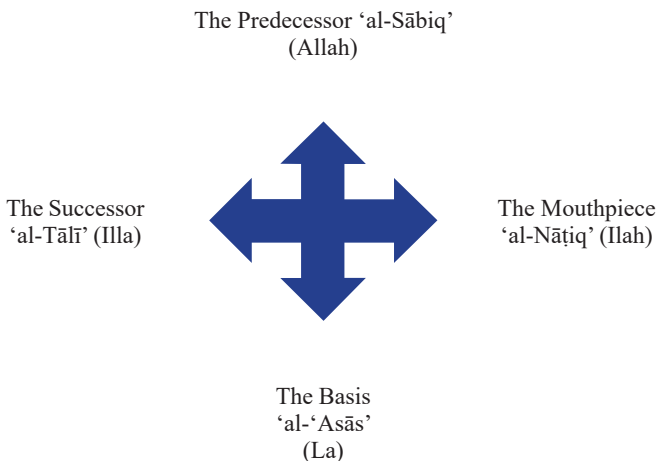 The Predecessor ‘al-Sābiq’
(Allah)
The Successor
‘al-Tālī’ (Illa)
The Mouthpiece
‘al-Nāṭiq’ (Ilah)
The Basis
‘al-‘Asās’
(La)